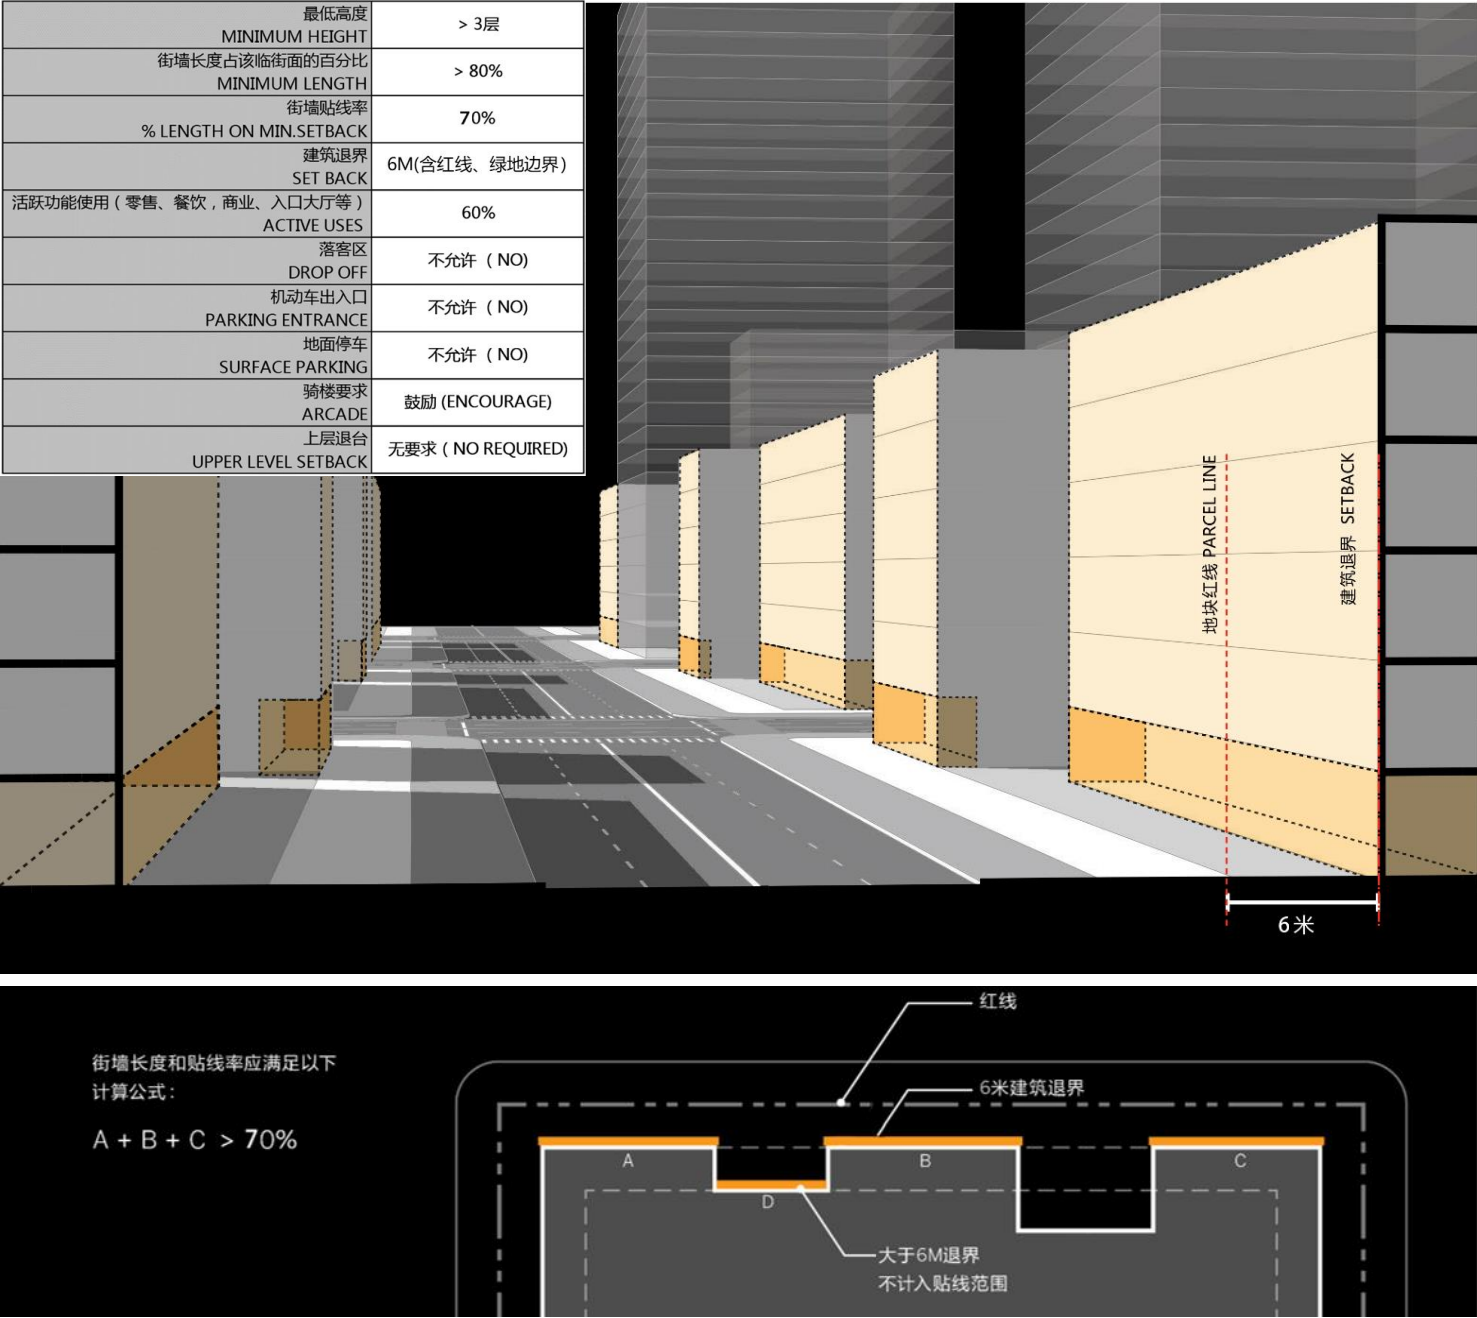 最低高度
MINIMUM HEIGHT
> 3层
街墙长度占该临街面的百分比
MINIMUM LENGTH
> 80%
街墙贴线率
% LENGTH ON MIN.SETBACK
70%
建筑退界
SET BACK
6M(含红线、绿地边界)
活跃功能使用(零售、餐饮,商业、入口大厅等)
ACTIVE USES
60%
落客区
DROP OFF
不允许 (NO)
机动车出入口
PARKING ENTRANCE
不允许 (NO)
地面停车
SURFACE PARKING
不允许 (NO)
骑楼要求
ARCADE
鼓励 (ENCOURAGE)
上层退台
UPPER LEVEL SETBACK
无要求 (NO REQUIRED)
地块红线 PARCEL LINE
建筑退界 SETBACK
6米
街墙长度和贴线率应满足以下
计算公式:
A + B + C > 70%
红线
6米建筑退界
A
B
C
D
大于6M退界
不计入贴线范围